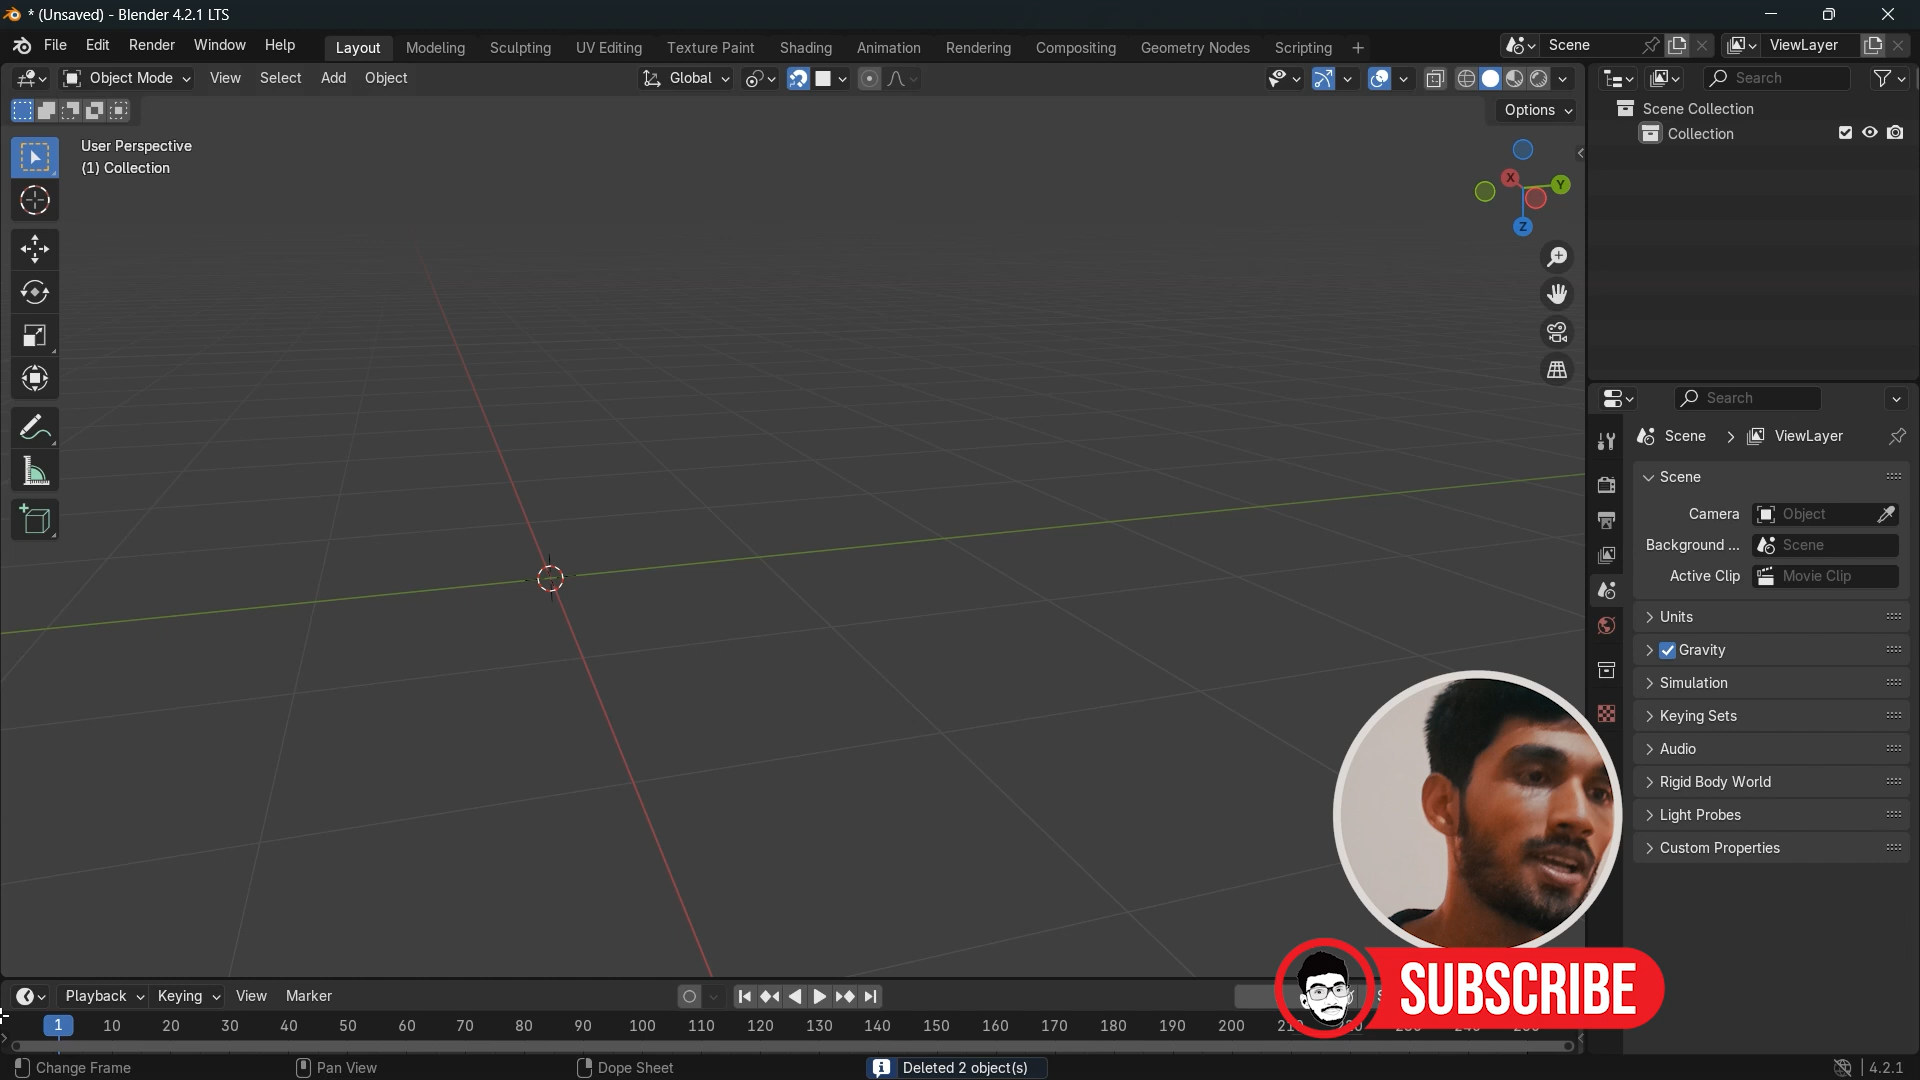 * (Unsaved) - Blender 4.2.1 LTS
File Edit Render Window Help Layout Modeling Sculpting UV Editing Texture Paint Shading Animation Rendering Compositing Geometry Nodes Scripting + Scene ViewLayer
Object Mode View Select Add Object Global Search
Options
Scene Collection
Collection
User Perspective
(1) Collection
X Y
Z
Search
Scene > ViewLayer
Scene
Camera Object
Background ... Scene
Active Clip Movie Clip
Units
Gravity
Simulation
Keying Sets
Audio
Rigid Body World
Light Probes
Custom Properties
SUBSCRIBE
Playback Keying View Marker
1 10 20 30 40 50 60 70 80 90 100 110 120 130 140 150 160 170 180 190 200
Change Frame Pan View Dope Sheet Deleted 2 object(s) 4.2.1